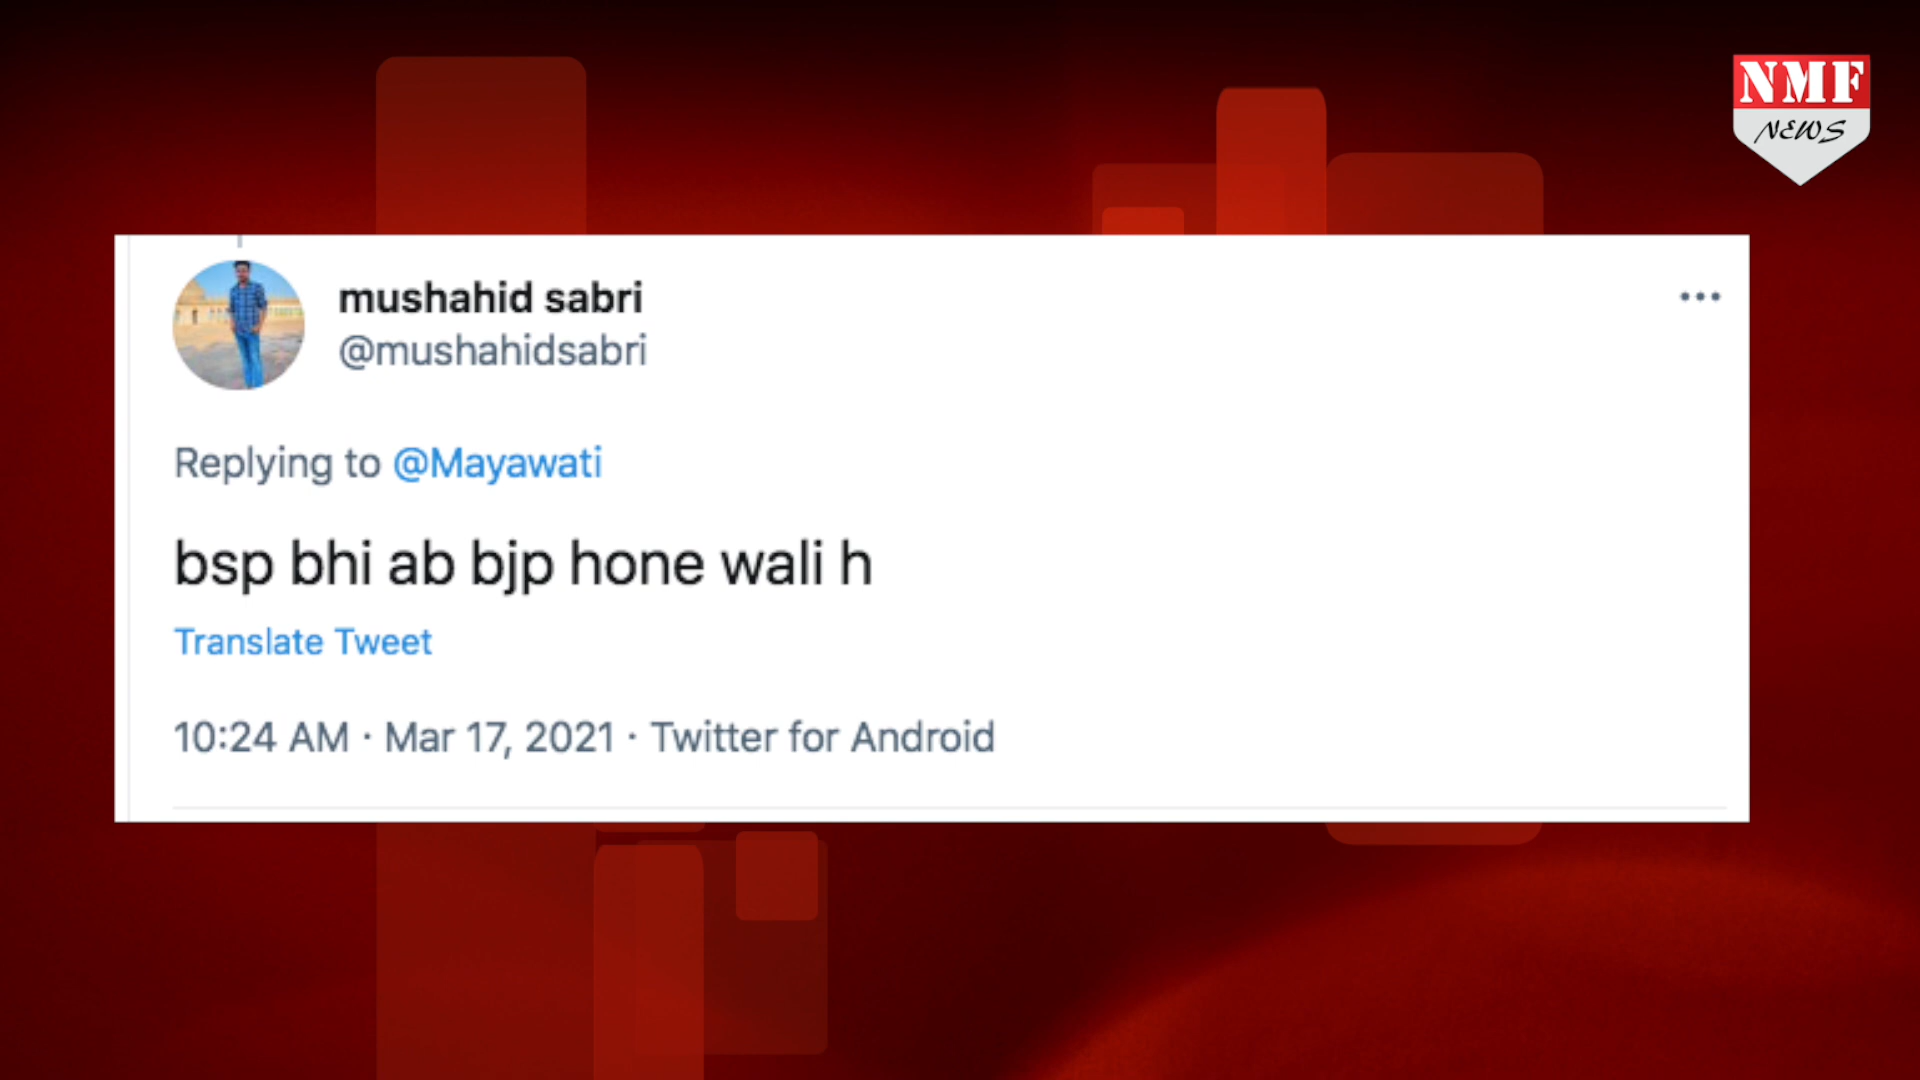 NMF
NEWS
mushahid sabri
@mushahidsabri
Replying to @Mayawati
bsp bhi ab bjp hone wali h
Translate Tweet
10:24 AM · Mar 17, 2021 · Twitter for Android